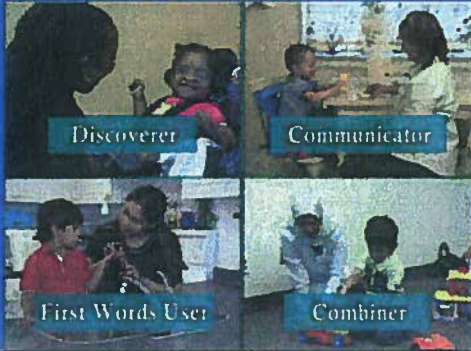 Discoverer
Communicator
First Words User
Combiner